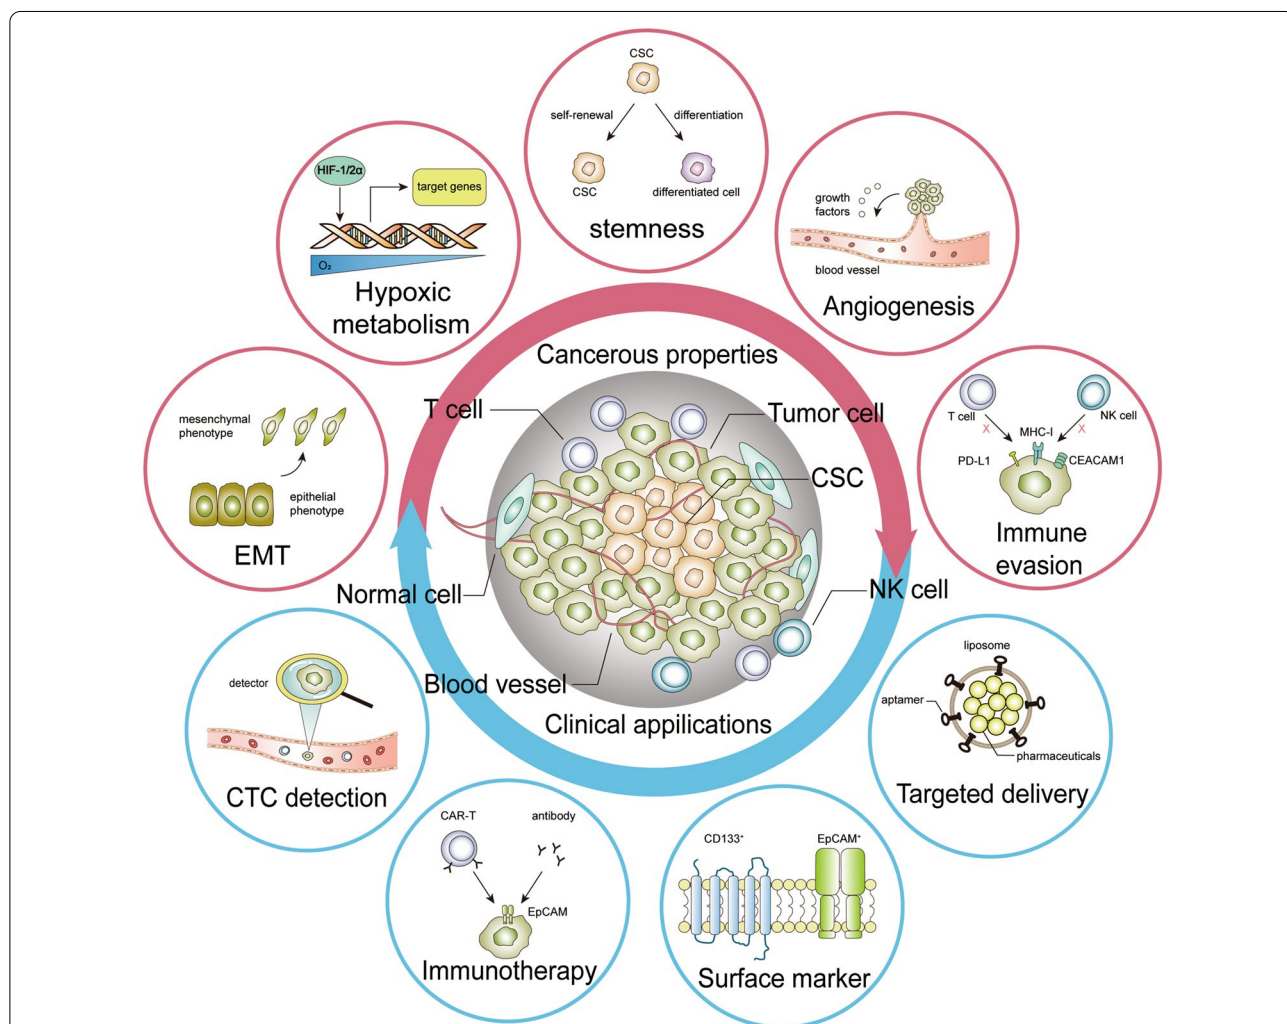 CSC
self-renewal
differentiation
CSC
differentiated cell
stemness
HIF-1/2α
target genes
O₂
Hypoxic
metabolism
growth
factors
blood vessel
Angiogenesis
mesenchymal
phenotype
epithelial
phenotype
EMT
T cell
NK cell
X
X
MHC-I
PD-L1
CEACAM1
Immune
evasion
Cancerous properties
T cell
Tumor cell
CSC
Normal cell
NK cell
Blood vessel
Clinical appilications
detector
CTC detection
liposome
aptamer
pharmaceuticals
Targeted delivery
CAR-T
antibody
EpCAM
Immunotherapy
CD133⁺
EpCAM⁺
Surface marker